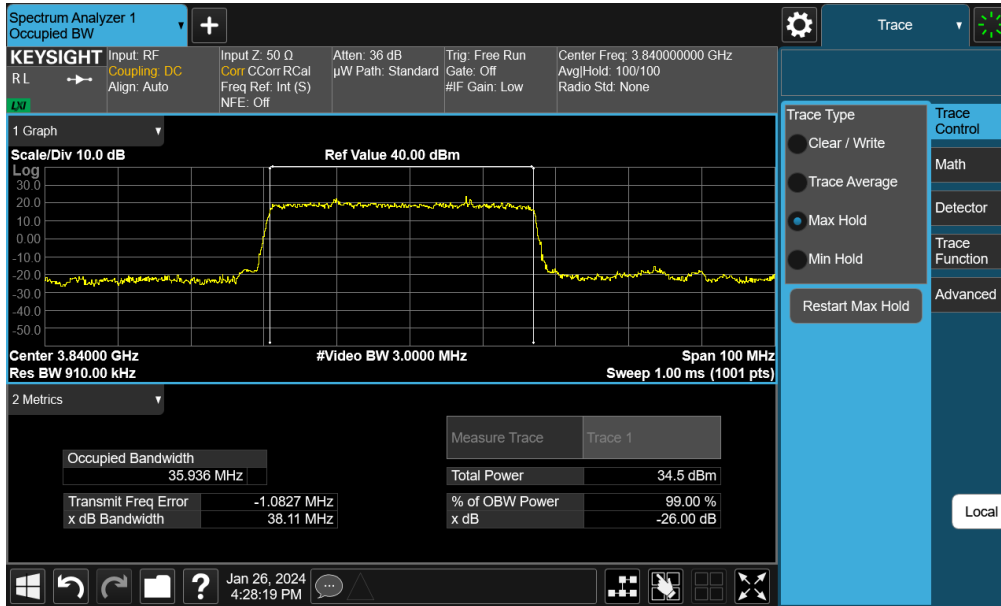 Spectrum Analyzer 1
Occupied BW
Trace
KEYSIGHT
R L
LXI
Input: RF
Coupling: DC
Align: Auto
Input Z: 50 Ω
Corr CCorr RCal
Freq Ref: Int (S)
NFE: Off
Atten: 36 dB
µW Path: Standard
Trig: Free Run
Gate: Off
#IF Gain: Low
Center Freq: 3.840000000 GHz
Avg|Hold: 100/100
Radio Std: None
1 Graph
Scale/Div 10.0 dB
Ref Value 40.00 dBm
Log
30.0
20.0
10.0
0.00
-10.0
-20.0
-30.0
-40.0
-50.0
Center 3.84000 GHz
#Video BW 3.0000 MHz
Span 100 MHz
Res BW 910.00 kHz
Sweep 1.00 ms (1001 pts)
2 Metrics
Measure Trace Trace 1
Occupied Bandwidth
35.936 MHz
Total Power 34.5 dBm
Transmit Freq Error -1.0827 MHz
% of OBW Power 99.00 %
x dB Bandwidth 38.11 MHz
x dB -26.00 dB
Trace Type
Clear / Write
Trace Average
Max Hold
Min Hold
Restart Max Hold
Trace
Control
Math
Detector
Trace
Function
Advanced
Local
?
Jan 26, 2024
4:28:19 PM